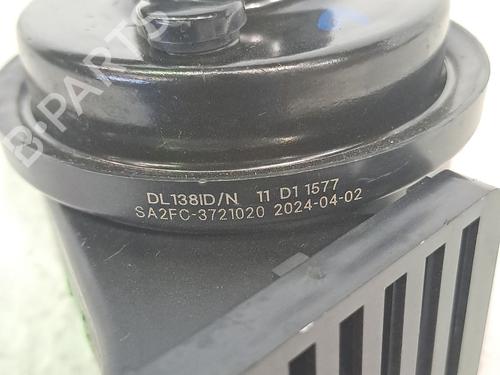 B-PARTS
DL138ID/N 11 D1 1577
SA2FC-3721020 2024-04-02